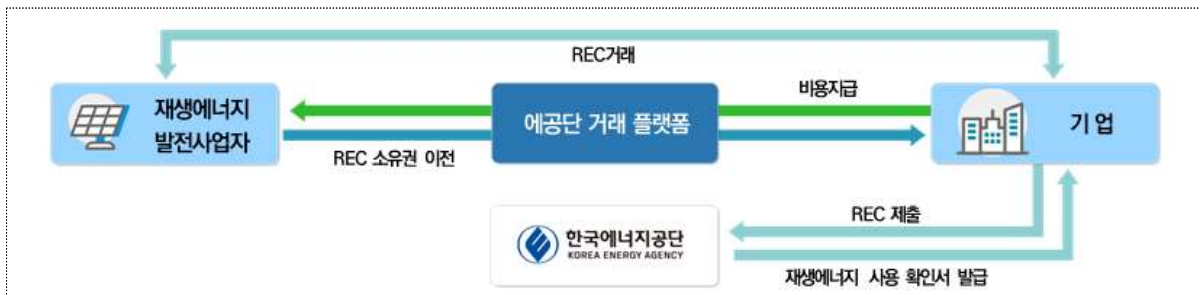 REC거래
재생에너지
발전사업자
에공단 거래 플랫폼
비용지급
기 업
REC 소유권 이전
REC 제출
한국에너지공단
KOREA ENERGY AGENCY
재생에너지 사용 확인서 발급